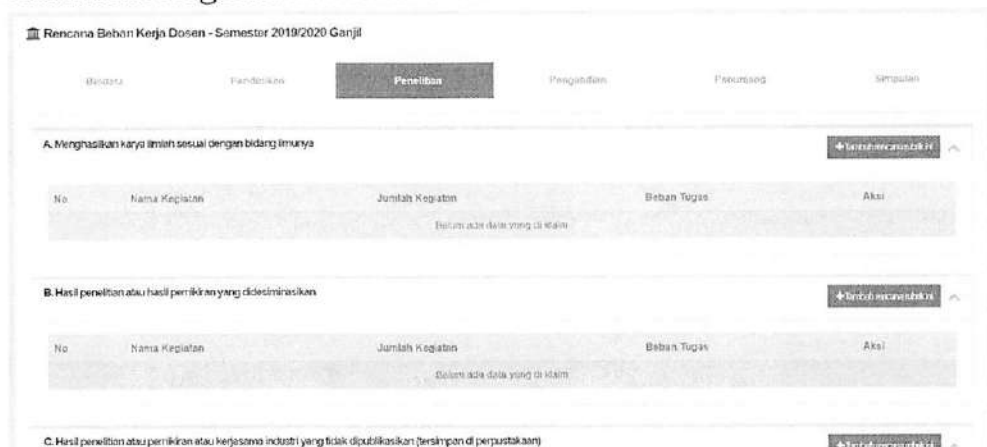 Rencana Beban Kerja Dosen - Semester 2019/2020 Ganjil
Biodata Pendidikan Penelitian Pengabdian Penunjang Simpulan
A. Menghasilkan karya ilmiah sesuai dengan bidang ilmunya
No Nama Kegiatan Jumlah Kegiatan Beban Tugas Aksi
Belum ada data yang di klaim
B. Hasil penelitian atau hasil pemikiran yang didesiminasikan
No Nama Kegiatan Jumlah Kegiatan Beban Tugas Aksi
Belum ada data yang di klaim
C. Hasil penelitian atau pemikiran atau kerjasama industri yang tidak dipublikasikan (tersimpan di perpustakaan)